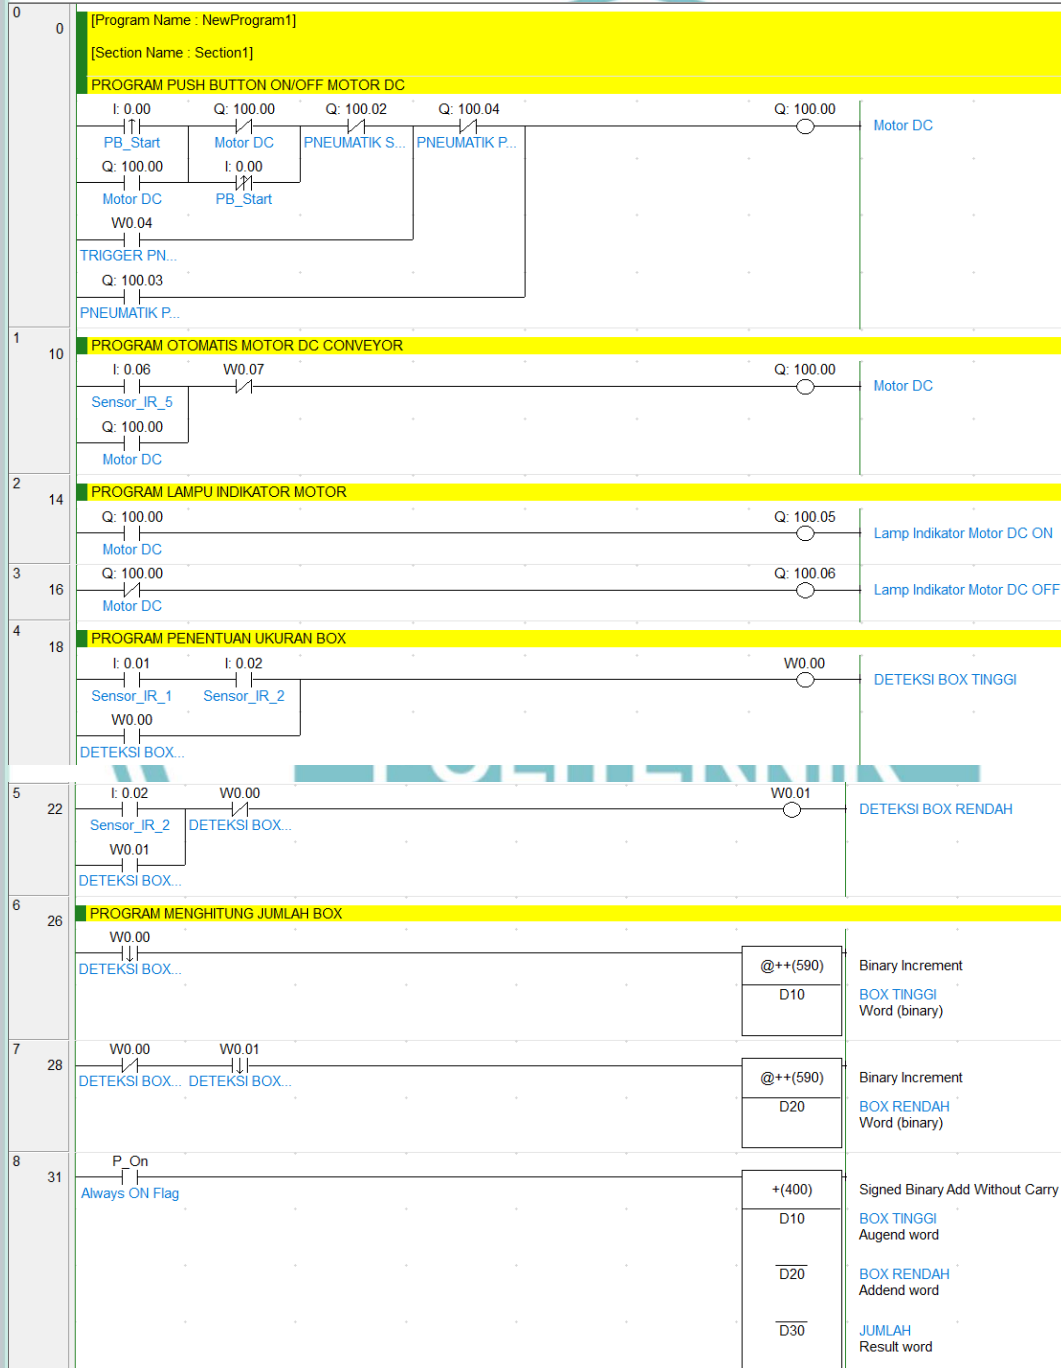 0
0
[Program Name : NewProgram1]
[Section Name : Section1]
PROGRAM PUSH BUTTON ON/OFF MOTOR DC
I: 0.00 Q: 100.00 Q: 100.02 Q: 100.04 Q: 100.00
PB_Start Motor DC PNEUMATIK S... PNEUMATIK P... Motor DC
Q: 100.00 I: 0.00
Motor DC PB_Start
W0.04
TRIGGER PN...
Q: 100.03
PNEUMATIK P...
1
10
PROGRAM OTOMATIS MOTOR DC CONVEYOR
I: 0.06 W0.07 Q: 100.00
Sensor_IR_5 Motor DC
Q: 100.00
Motor DC
2
14
PROGRAM LAMPU INDIKATOR MOTOR
Q: 100.00 Q: 100.05
Motor DC Lamp Indikator Motor DC ON
3
16
Q: 100.00 Q: 100.06
Motor DC Lamp Indikator Motor DC OFF
4
18
PROGRAM PENENTUAN UKURAN BOX
I: 0.01 I: 0.02 W0.00
Sensor_IR_1 Sensor_IR_2 DETEKSI BOX TINGGI
W0.00
DETEKSI BOX...
5
22
I: 0.02 W0.00 W0.01
Sensor_IR_2 DETEKSI BOX... DETEKSI BOX RENDAH
W0.01
DETEKSI BOX...
6
26
PROGRAM MENGHITUNG JUMLAH BOX
W0.00
DETEKSI BOX...
@++(590) Binary Increment
D10 BOX TINGGI
Word (binary)
7
28
W0.00 W0.01
DETEKSI BOX... DETEKSI BOX...
@++(590) Binary Increment
D20 BOX RENDAH
Word (binary)
8
31
P_On
Always ON Flag
+(400) Signed Binary Add Without Carry
D10 BOX TINGGI
Augend word
D20 BOX RENDAH
Addend word
D30 JUMLAH
Result word